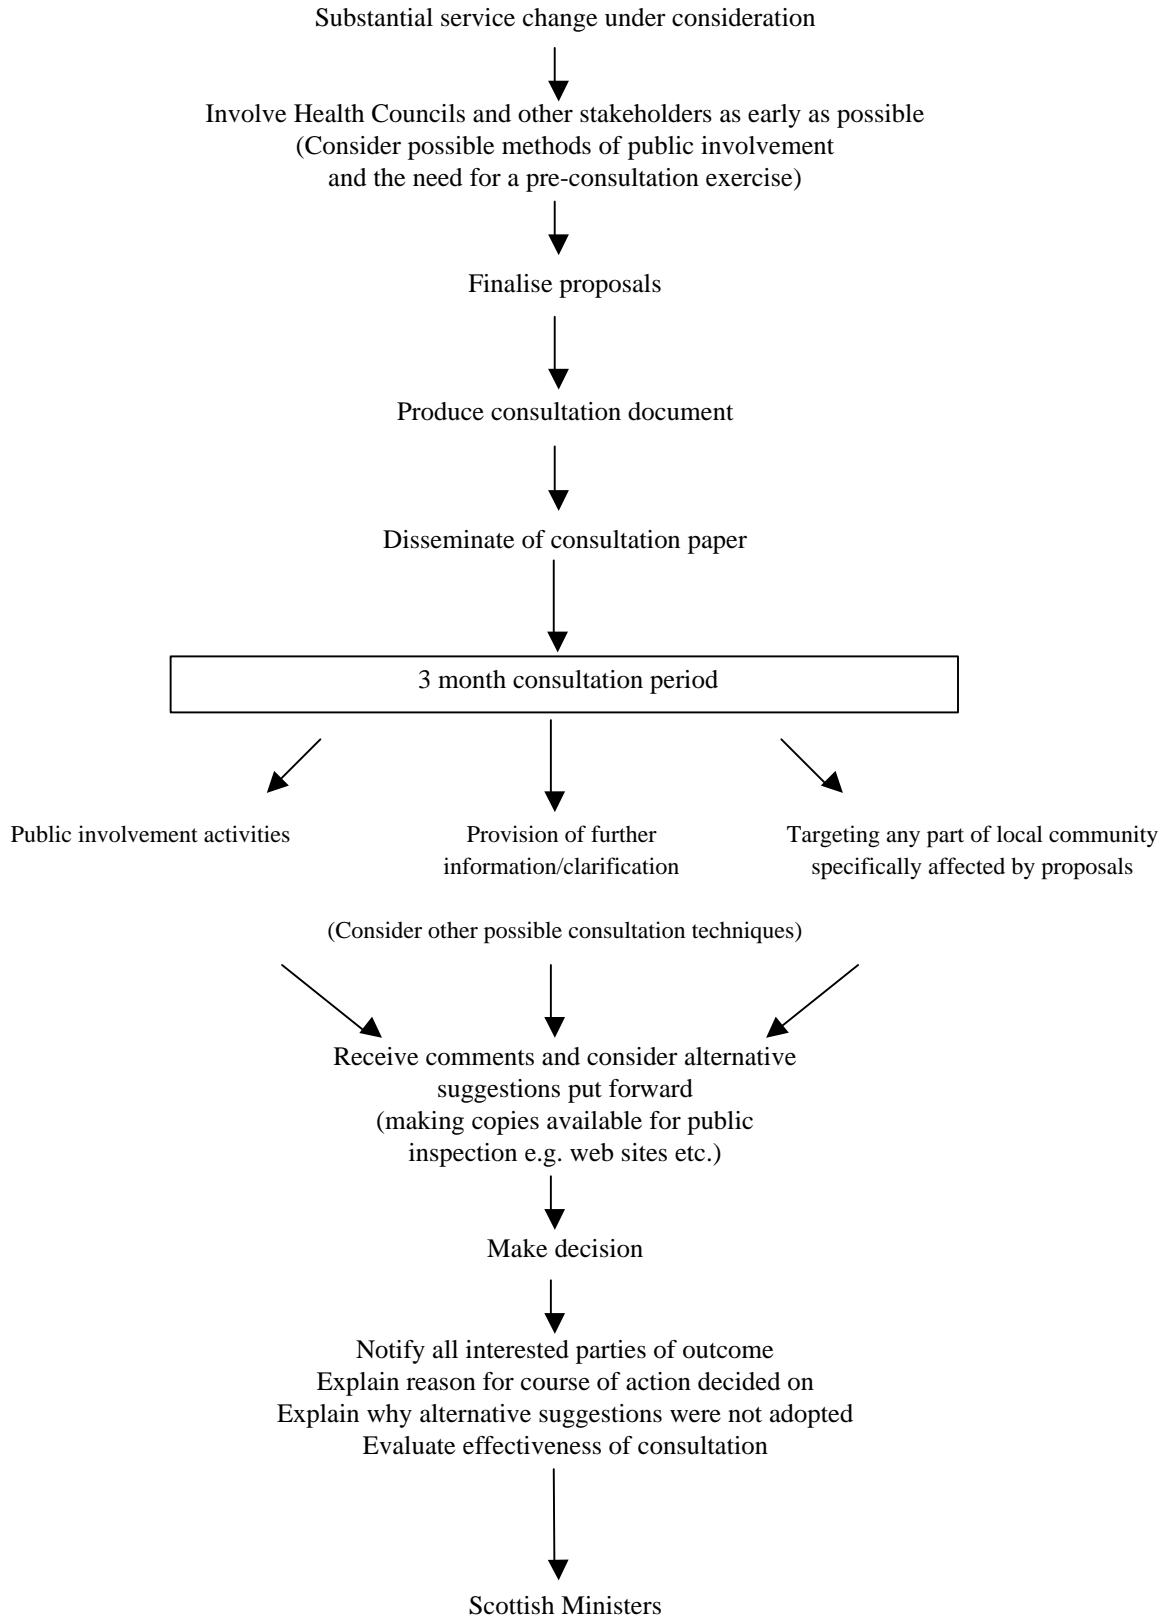 Substantial service change under consideration
Involve Health Councils and other stakeholders as early as possible
(Consider possible methods of public involvement
and the need for a pre-consultation exercise)
Finalise proposals
Produce consultation document
Disseminate of consultation paper
3 month consultation period
Public involvement activities
Provision of further
information/clarification
Targeting any part of local community
specifically affected by proposals
(Consider other possible consultation techniques)
Receive comments and consider alternative
suggestions put forward
(making copies available for public
inspection e.g. web sites etc.)
Make decision
Notify all interested parties of outcome
Explain reason for course of action decided on
Explain why alternative suggestions were not adopted
Evaluate effectiveness of consultation
Scottish Ministers